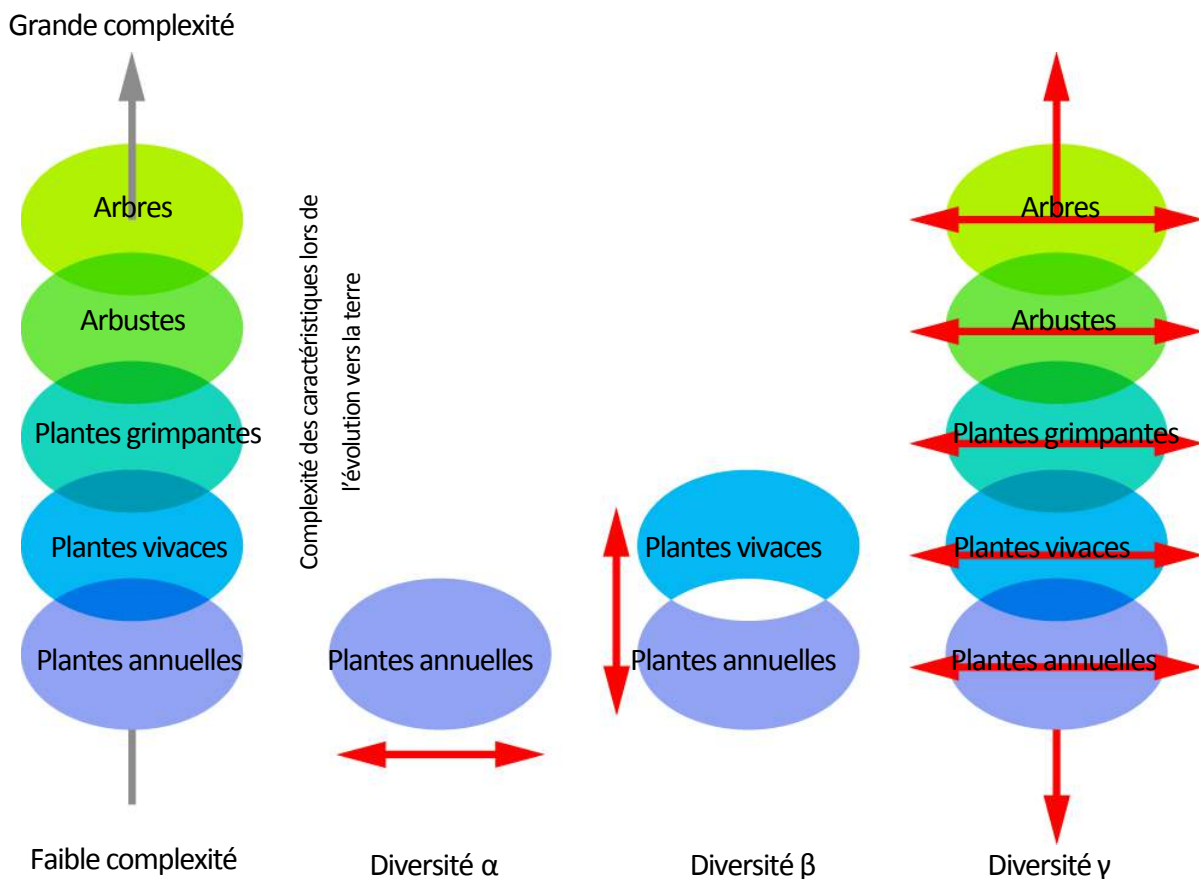 Grande complexité
Arbres
Arbustes
Plantes grimpantes
Plantes vivaces
Plantes annuelles
Faible complexité
Complexité des caractéristiques lors de
l'évolution vers la terre
Plantes annuelles
Diversité α
Plantes vivaces
Plantes annuelles
Diversité β
Arbres
Arbustes
Plantes grimpantes
Plantes vivaces
Plantes annuelles
Diversité γ